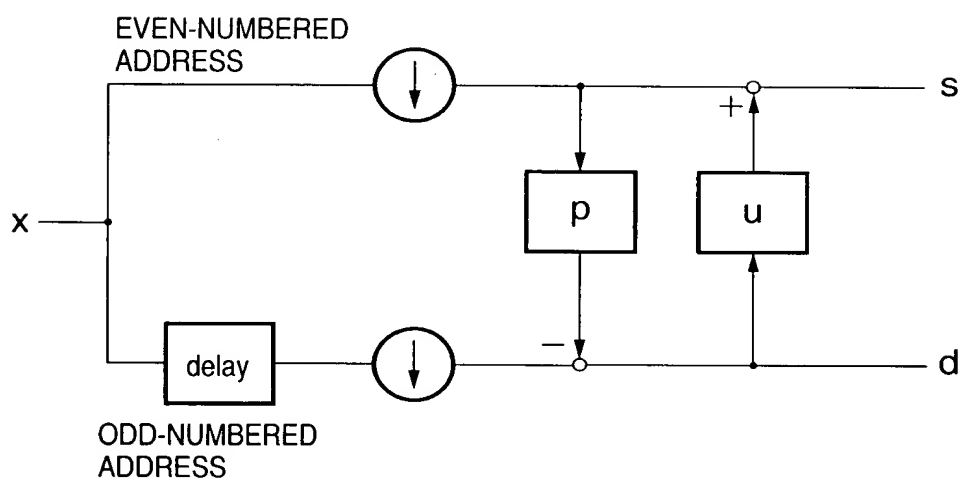 EVEN-NUMBERED
ADDRESS
s
+
p
u
x
−
delay
d
ODD-NUMBERED
ADDRESS